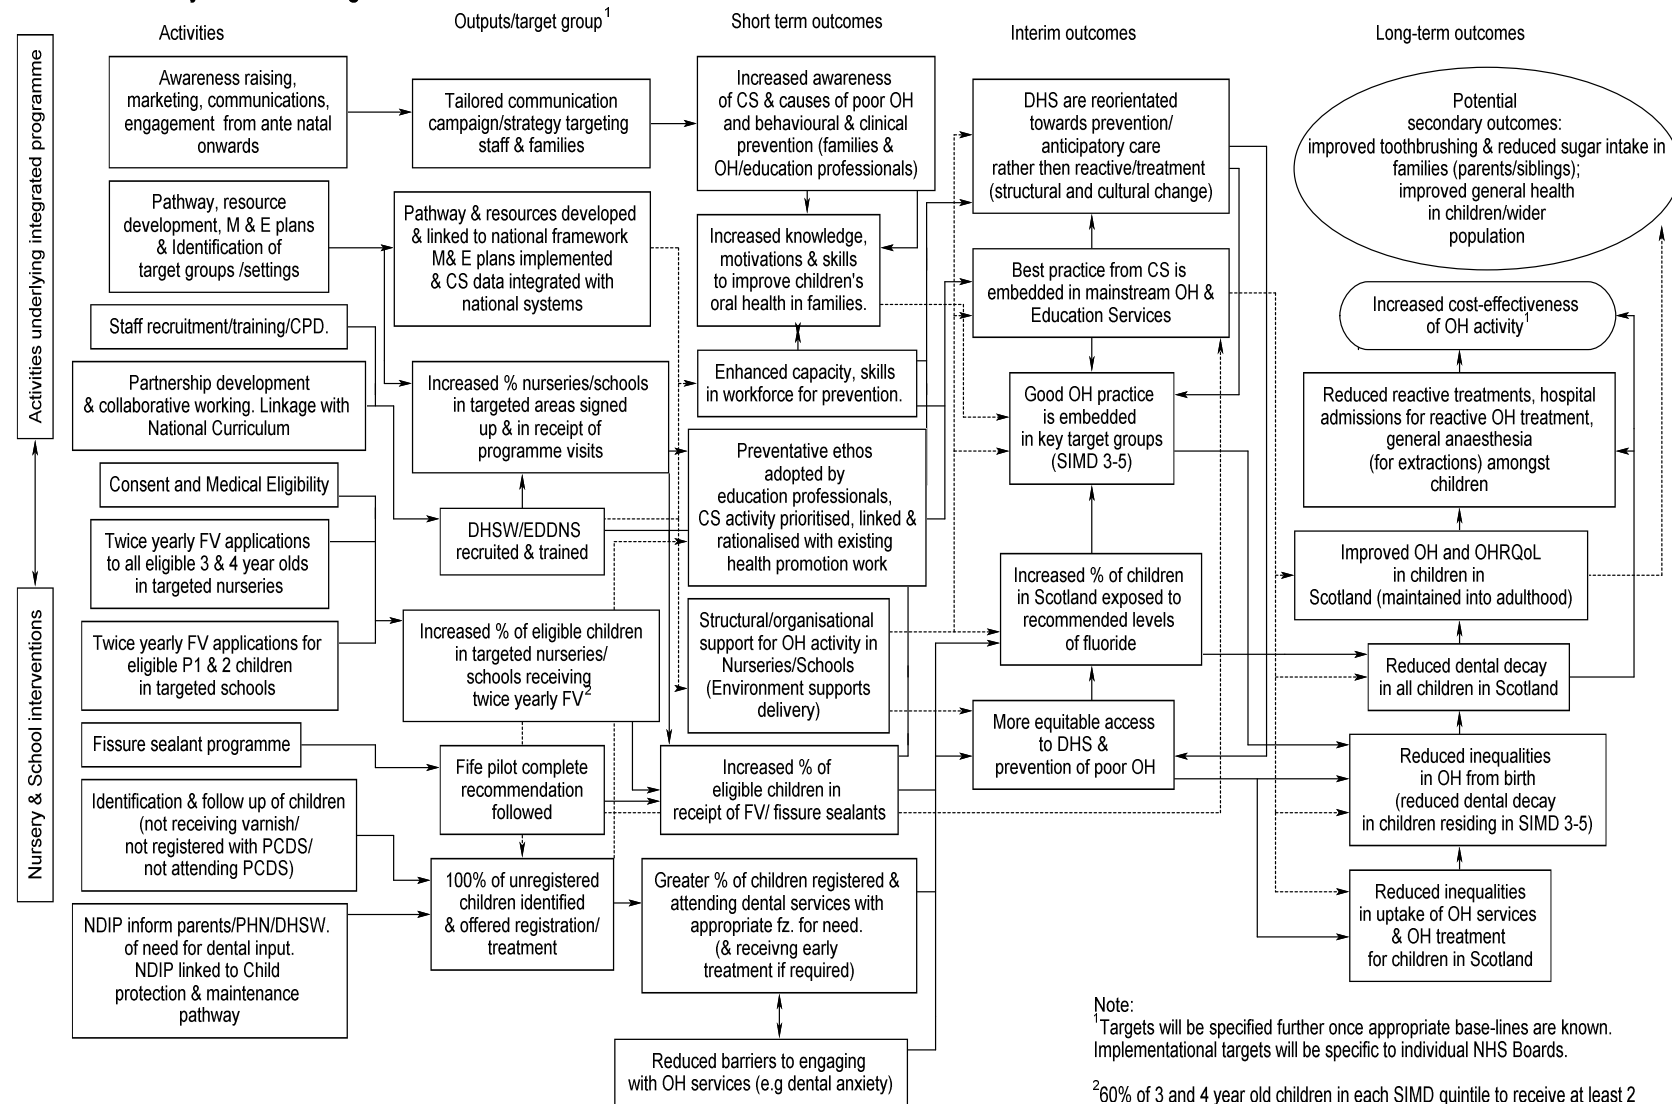 Activities
Outputs/target group1
Short term outcomes
Interim outcomes
Long-term outcomes
Activities underlying integrated programme
Nursery & School interventions
Awareness raising,
marketing, communications,
engagement from ante natal
onwards
Pathway, resource
development, M & E plans
& Identification of
target groups /settings
Staff recruitment/training/CPD.
Partnership development
& collaborative working. Linkage with
National Curriculum
Consent and Medical Eligibility
Twice yearly FV applications
to all eligible 3 & 4 year olds
in targeted nurseries
Twice yearly FV applications for
eligible P1 & 2 children
in targeted schools
Fissure sealant programme
Identification & follow up of children
(not receiving varnish/
not registered with PCDS/
not attending PCDS)
NDIP inform parents/PHN/DHSW.
of need for dental input.
NDIP linked to Child
protection & maintenance
pathway
Tailored communication
campaign/strategy targeting
staff & families
Pathway & resources developed
& linked to national framework
M& E plans implemented
& CS data integrated with
national systems
Increased % nurseries/schools
in targeted areas signed
up & in receipt of
programme visits
DHSW/EDDNS
recruited & trained
Increased % of eligible children
in targeted nurseries/
schools receiving
twice yearly FV2
Fife pilot complete
recommendation
followed
100% of unregistered
children identified
& offered registration/
treatment
Increased awareness
of CS & causes of poor OH
and behavioural & clinical
prevention (families &
OH/education professionals)
Increased knowledge,
motivations & skills
to improve children's
oral health in families.
Enhanced capacity, skills
in workforce for prevention.
Preventative ethos
adopted by
education professionals,
CS activity prioritised, linked &
rationalised with existing
health promotion work
Structural/organisational
support for OH activity in
Nurseries/Schools
(Environment supports
delivery)
Increased % of
eligible children in
receipt of FV/ fissure sealants
Greater % of children registered &
attending dental services with
appropriate fz. for need.
(& receivng early
treatment if required)
Reduced barriers to engaging
with OH services (e.g dental anxiety)
DHS are reorientated
towards prevention/
anticipatory care
rather then reactive/treatment
(structural and cultural change)
Best practice from CS is
embedded in mainstream OH &
Education Services
Good OH practice
is embedded
in key target groups
(SIMD 3-5)
Increased % of children
in Scotland exposed to
recommended levels
of fluoride
More equitable access
to DHS &
prevention of poor OH
Potential
secondary outcomes:
improved toothbrushing & reduced sugar intake in
families (parents/siblings);
improved general health
in children/wider
population
Increased cost-effectiveness
of OH activity1
Reduced reactive treatments, hospital
admissions for reactive OH treatment,
general anaesthesia
(for extractions) amongst
children
Improved OH and OHRQoL
in children in
Scotland (maintained into adulthood)
Reduced dental decay
in all children in Scotland
Reduced inequalities
in OH from birth
(reduced dental decay
in children residing in SIMD 3-5)
Reduced inequalities
in uptake of OH services
& OH treatment
for children in Scotland
Note:
1Targets will be specified further once appropriate base-lines are known.
Implementational targets will be specific to individual NHS Boards.
260% of 3 and 4 year old children in each SIMD quintile to receive at least 2